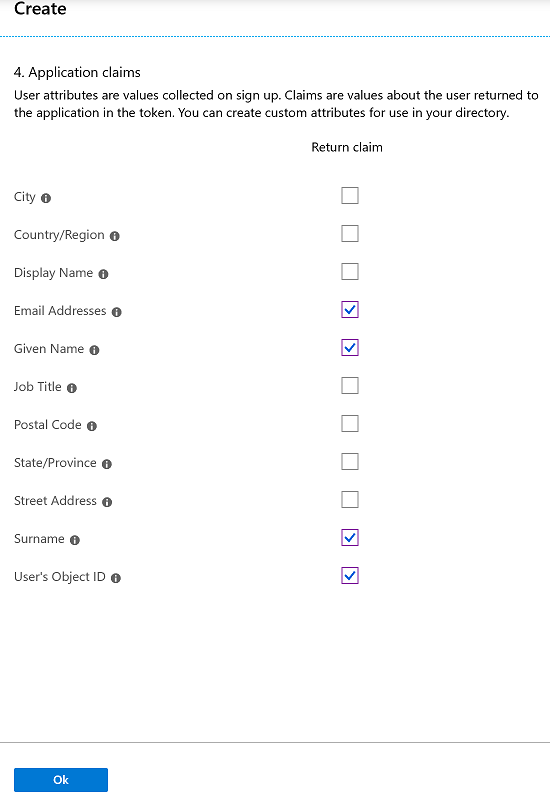 Create
4. Application claims
User attributes are values collected on sign up. Claims are values about the user returned to
the application in the token. You can create custom attributes for use in your directory.
Return claim
City
Country/Region
Display Name
Email Addresses
Given Name
Job Title
Postal Code
State/Province
Street Address
Surname
User's Object ID
Ok